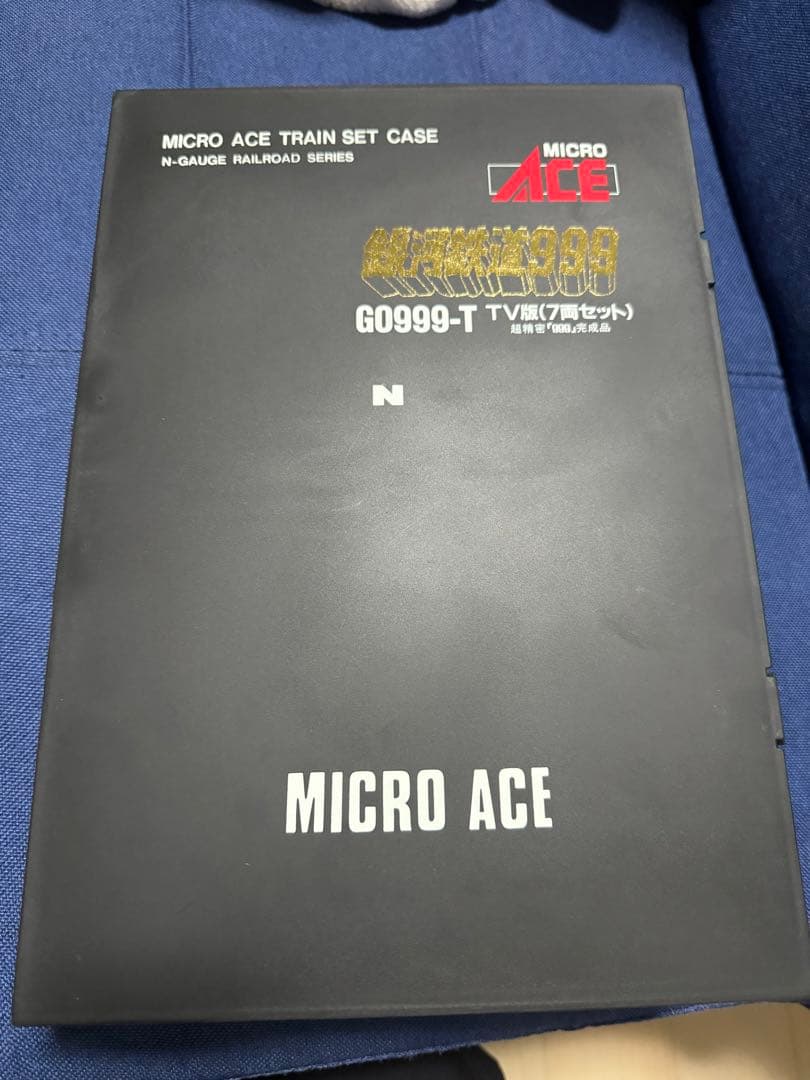 MICRO ACE TRAIN SET CASE
N-GAUGE RAILROAD SERIES
MICRO
ACE
銀河鉄道999
G0999-T TV版(7両セット)
超精密『999』完成品
N
MICRO ACE